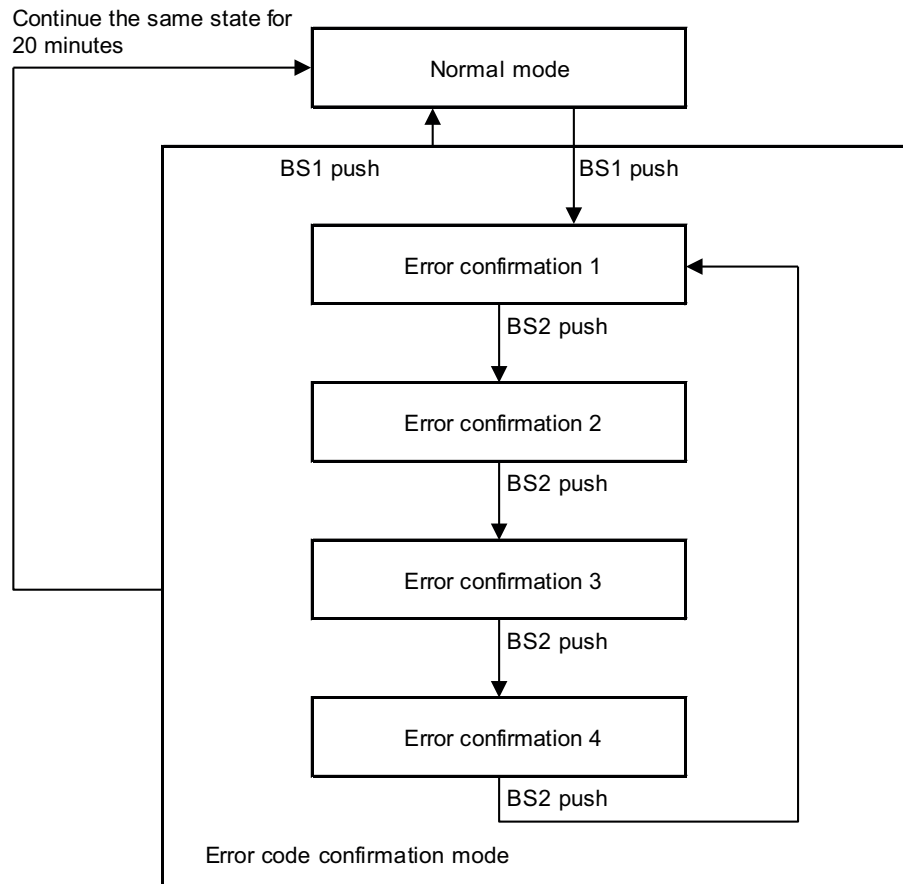 Continue the same state for
20 minutes
Normal mode
BS1 push
BS1 push
Error confirmation 1
BS2 push
Error confirmation 2
BS2 push
Error confirmation 3
BS2 push
Error confirmation 4
BS2 push
Error code confirmation mode